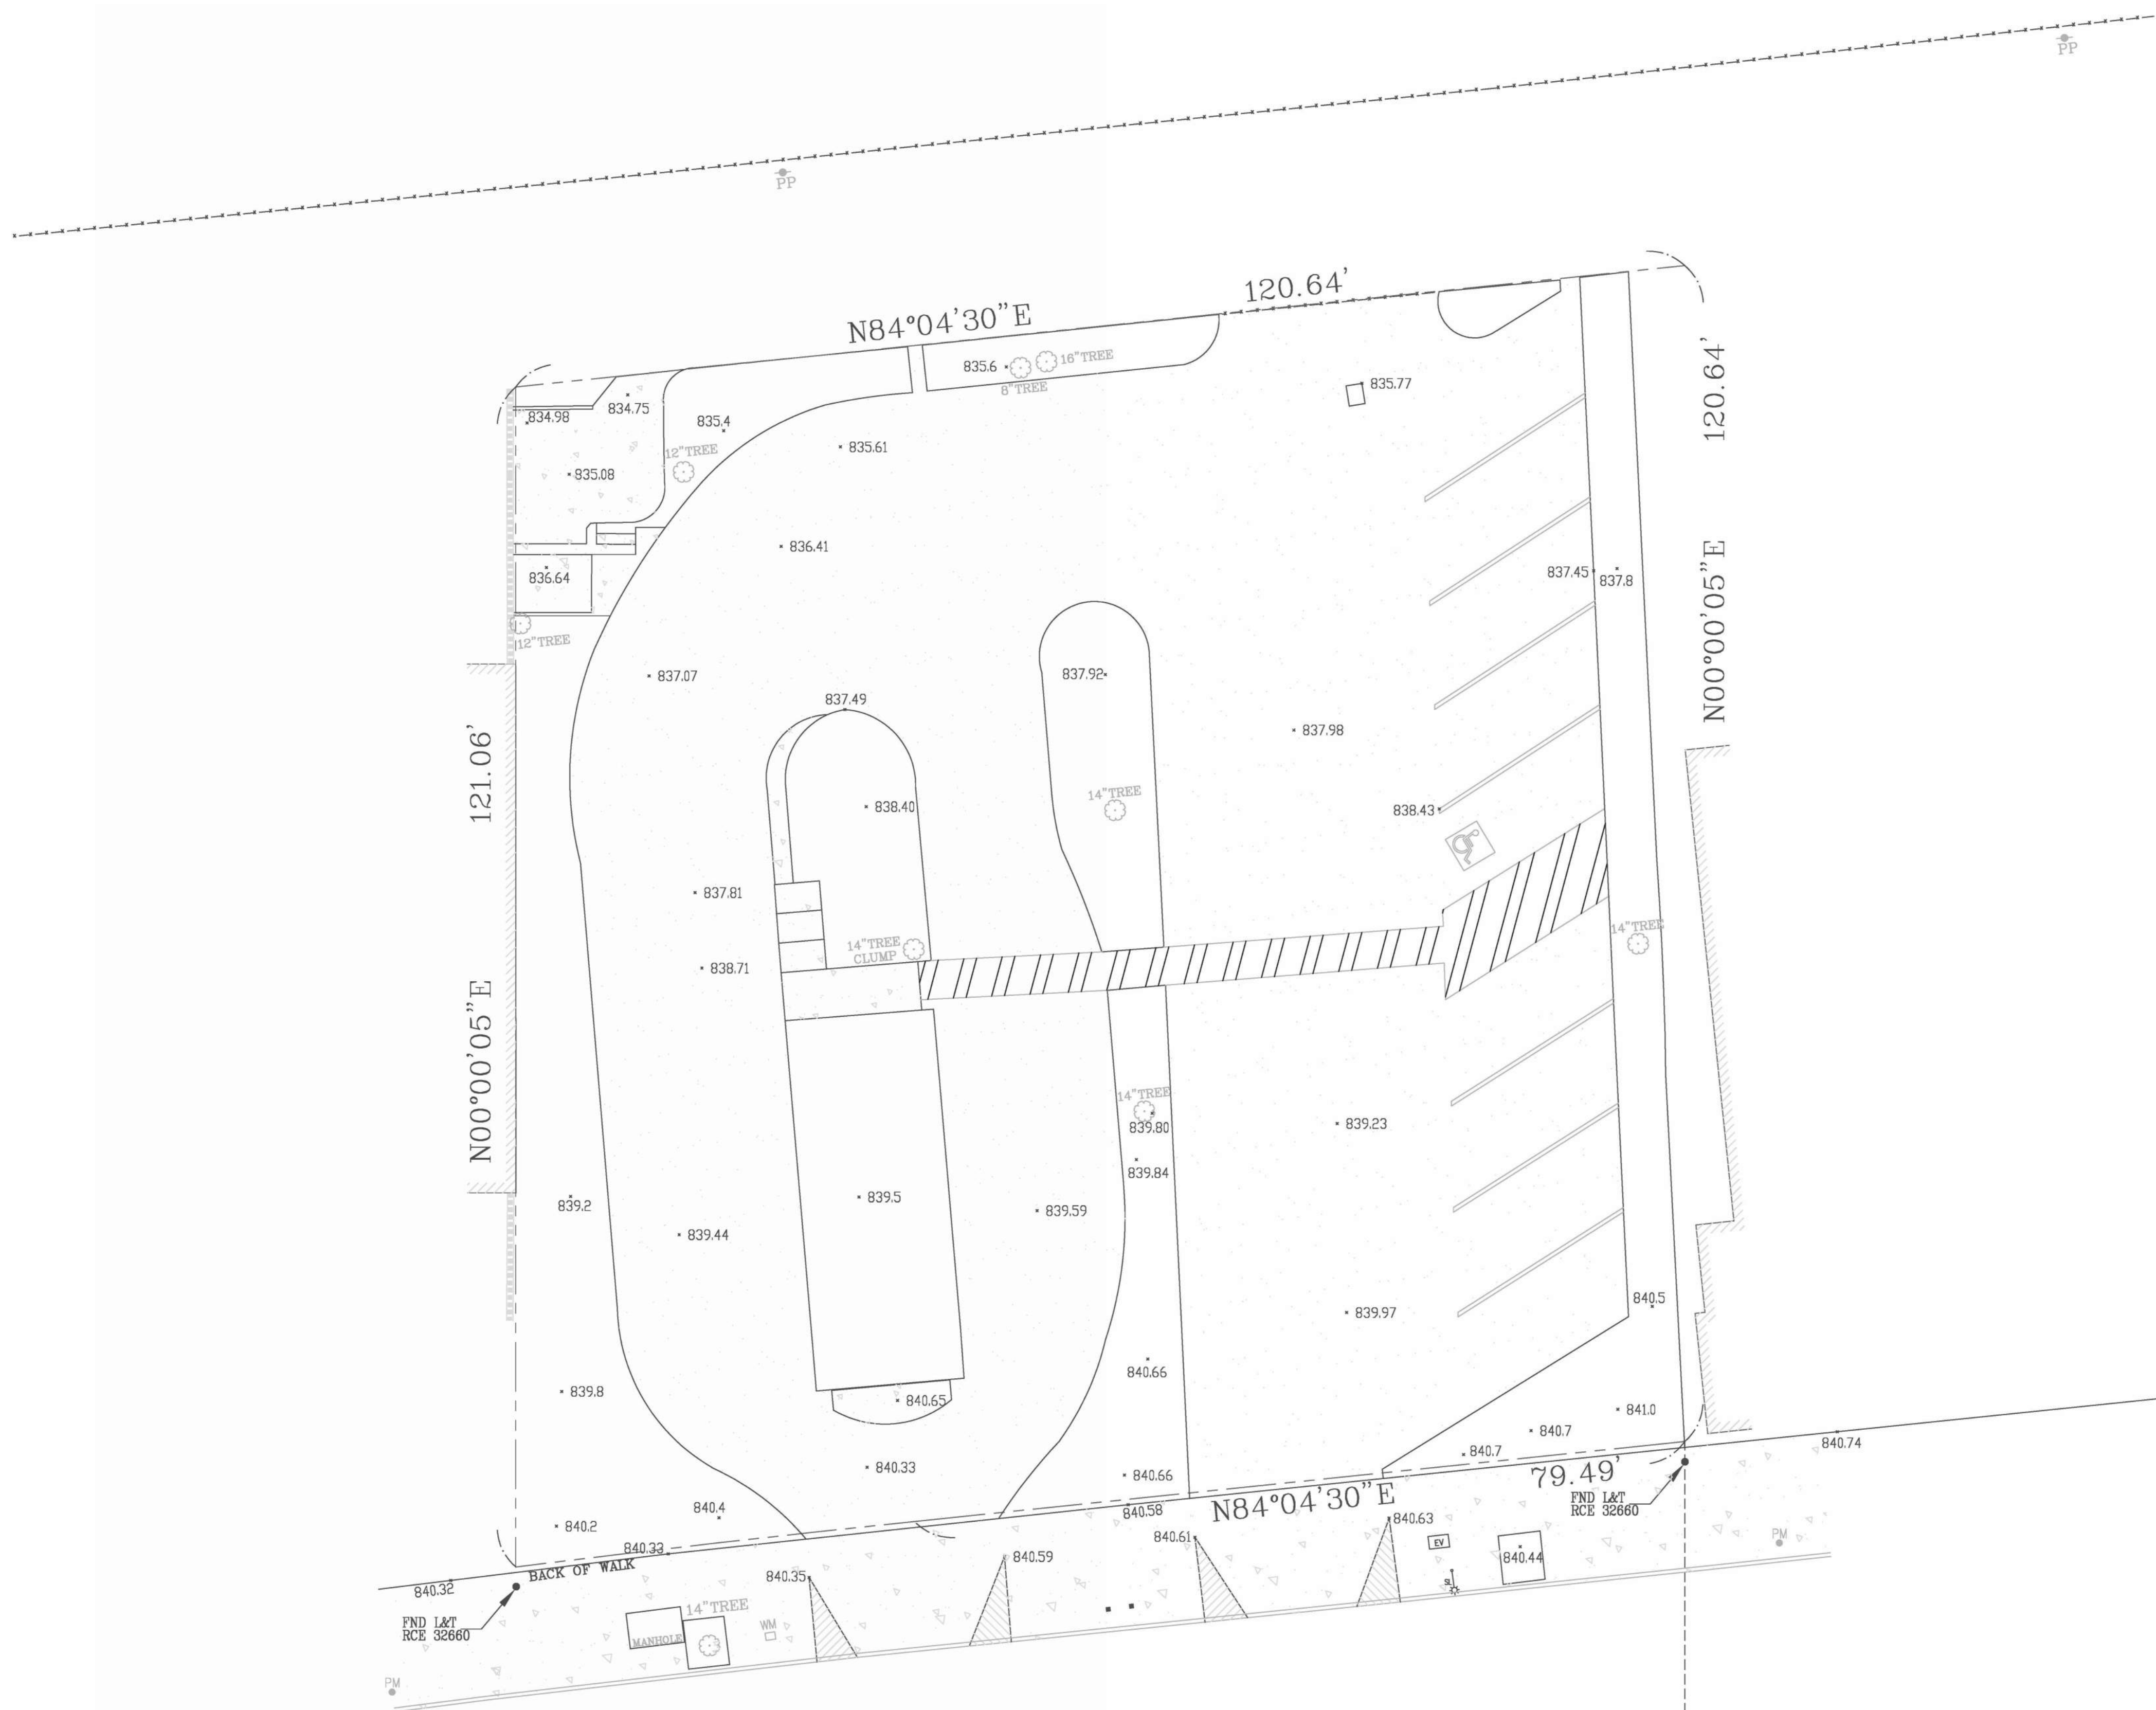 PP
PP
120.64'
N84°04'30"E
835.6
16"TREE
8"TREE
835.77
120.64'
834.98
834.75
835.4
835.61
12"TREE
835.08
836.41
N00°00'05"E
836.64
837.45
837.8
12"TREE
837.07
837.92
837.49
121.06'
837.98
14"TREE
838.40
838.43
837.81
14"TREE
14"TREE
CLUMP
838.71
N00°00'05"E
14"TREE
839.80
839.23
839.84
839.2
839.5
839.59
839.44
840.5
839.97
840.66
839.8
840.65
841.0
840.7
840.7
840.74
840.33
840.66
79.49'
N84°04'30"E
FND L&T
RCE 32660
840.4
840.58
840.2
840.63
840.61
PM
840.33
EV
840.59
840.44
BACK OF WALK
840.35
840.32
SL
FND L&T
RCE 32660
14"TREE
WM
MANHOLE
PM